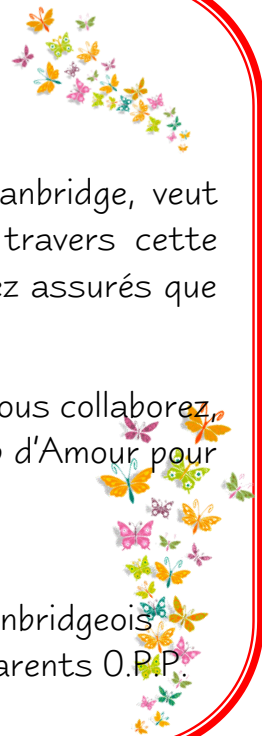 anbridge, veut
travers cette
ez assurés que
ous collaborez,
d'Amour pour
nbridgeois
arents O.P.P.